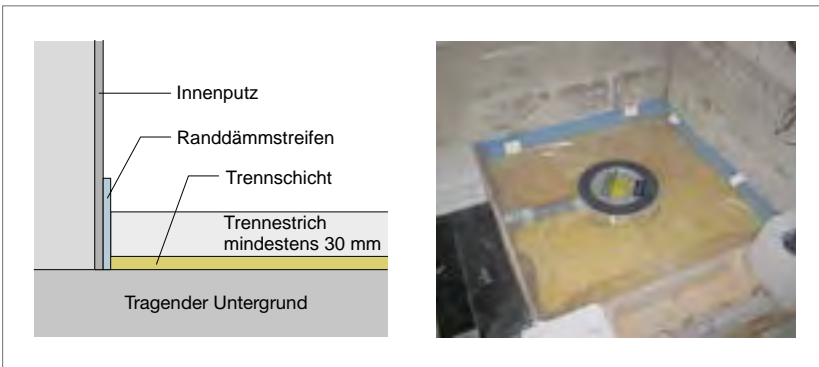 Innenputz
Randdämmstreifen
Trennschicht
Trennestrich
mindestens 30 mm
Tragender Untergrund